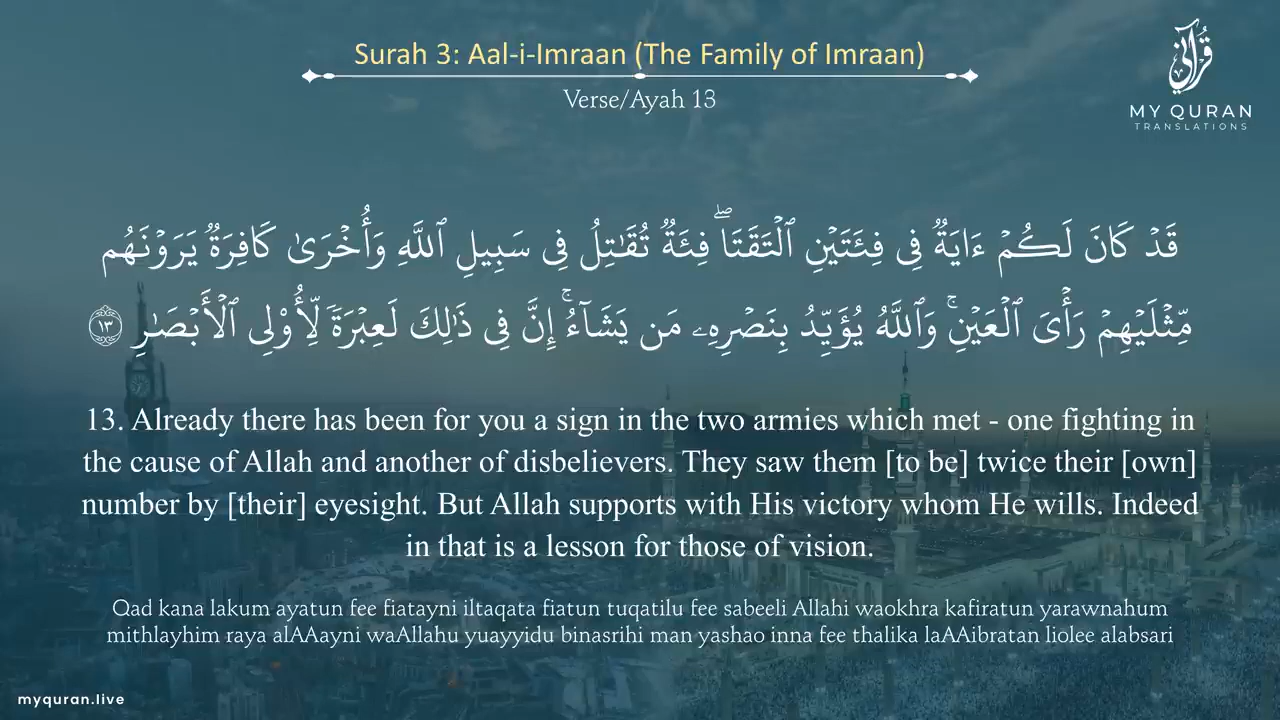 Surah 3: Aal-i-Imraan (The Family of Imraan)
Verse/Ayah 13
قرآني
MY QURAN
TRANSLATIONS
قَدْ كَانَ لَكُمْ ءَايَةٌ فِى فِئَتَيْنِ ٱلْتَقَتَا ۖ فِئَةٌ تُقَـٰتِلُ فِى سَبِيلِ ٱللَّهِ وَأُخْرَىٰ كَافِرَةٌ يَرَوْنَهُم
مِّثْلَيْهِمْ رَأْىَ ٱلْعَيْنِ ۚ وَٱللَّهُ يُؤَيِّدُ بِنَصْرِهِۦ مَن يَشَآءُ ۚ إِنَّ فِى ذَٰلِكَ لَعِبْرَةً لِّأُو۟لِى ٱلْأَبْصَـٰرِ ١٣
13. Already there has been for you a sign in the two armies which met - one fighting in
the cause of Allah and another of disbelievers. They saw them [to be] twice their [own]
number by [their] eyesight. But Allah supports with His victory whom He wills. Indeed
in that is a lesson for those of vision.
Qad kana lakum ayatun fee fiatayni iltaqata fiatun tuqatilu fee sabeeli Allahi waokhra kafiratun yarawnahum
mithlayhim raya alAAayni waAllahu yuayyidu binasrihi man yashao inna fee thalika laAAibratan liolee alabsari
myquran.live